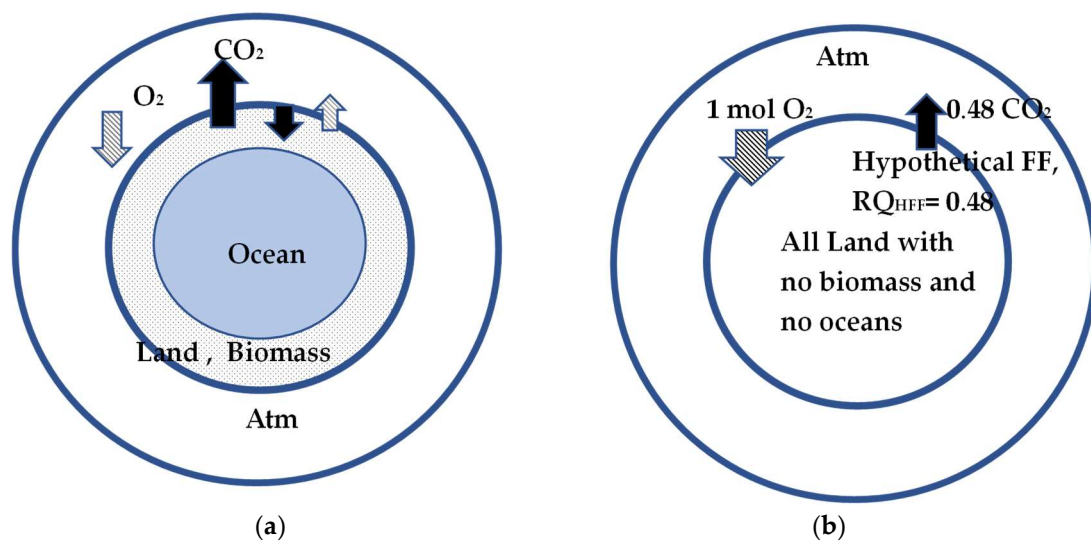 CO₂
O₂
Ocean
Land , Biomass
Atm
(a)
Atm
1 mol O₂
0.48 CO₂
Hypothetical FF,
RQHFF= 0.48
All Land with
no biomass and
no oceans
(b)